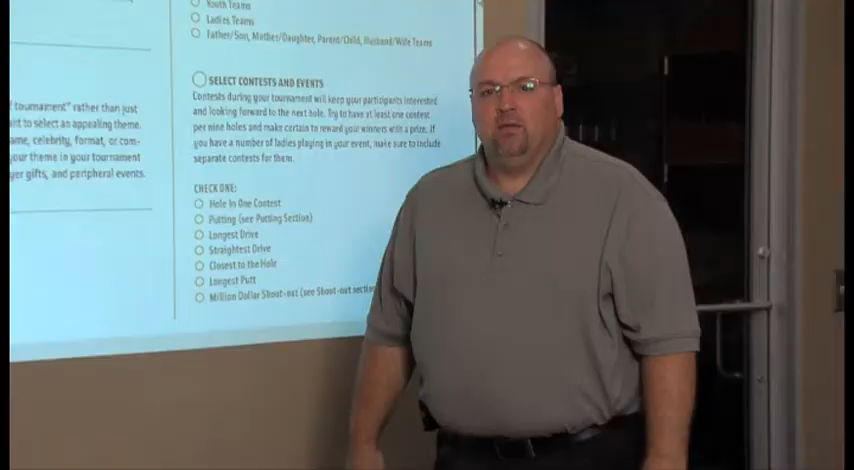 tournament" rather than just
to select an appealing theme.
celebrity, format, or com-
your theme in your tournament
gifts, and peripheral events.
Youth Teams
Ladies Teams
Father/Son, Mother/Daughter, Parent/Child, Husband/Wife Teams
SELECT CONTESTS AND EVENTS
Contests during your tournament will keep your participants interested
and looking forward to the next hole. Try to have at least one contest
per nine holes and make certain to reward your winners with a prize. If
you have a number of ladies playing in your event, make sure to include
separate contests for them.
CHECK ONE:
Hole In One Contest
Putting (see Putting Section)
Longest Drive
Straightest Drive
Closest to the Hole
Longest Putt
Million Dollar Shoot-out (see Shoot-out section